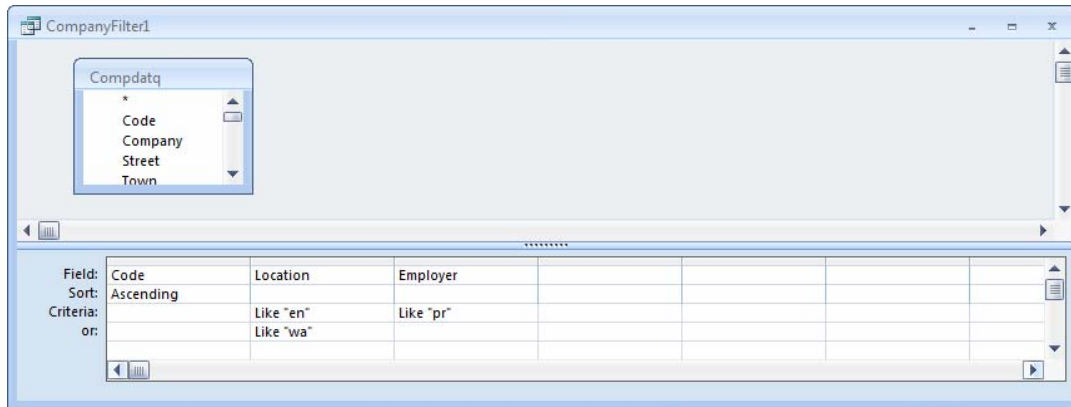 CompanyFilter1
Compdatq
*
Code
Company
Street
Town
Field: Code Location Employer
Sort: Ascending
Criteria: Like "en" Like "pr"
or: Like "wa"